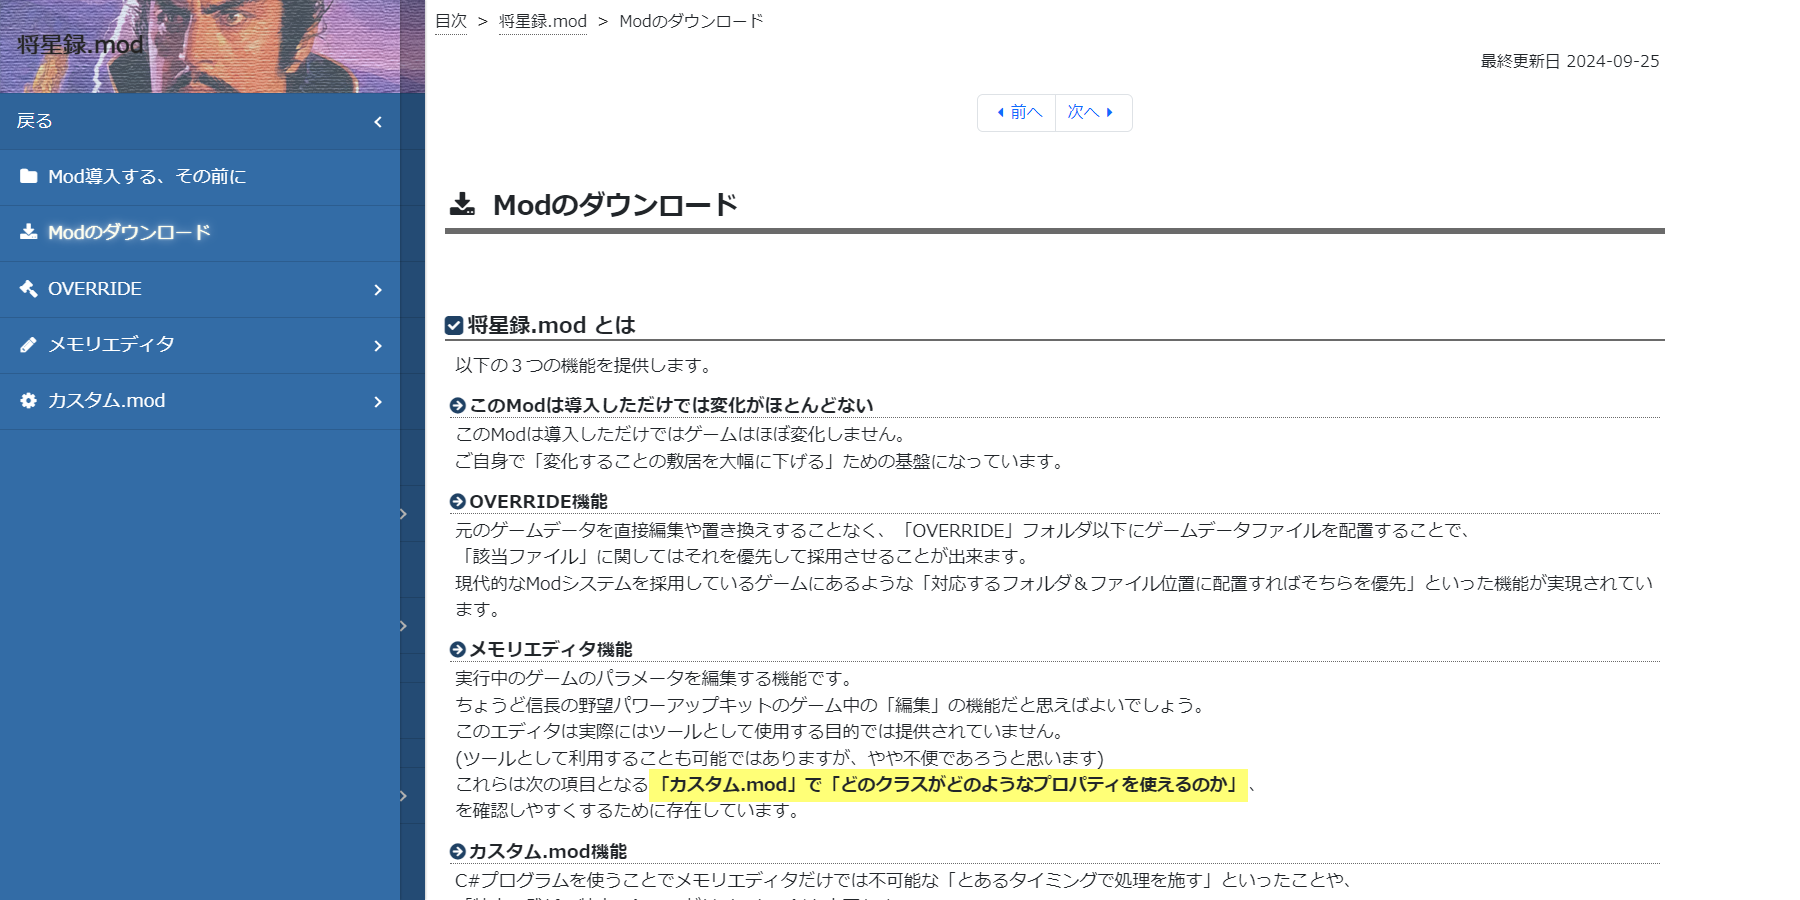 将星録.mod
戻る
Mod導入する、その前に
Modのダウンロード
OVERRIDE
メモリエディタ
カスタム.mod
目次 > 将星録.mod > Modのダウンロード
最終更新日 2024-09-25
前へ 次へ
Modのダウンロード
将星録.mod とは
以下の３つの機能を提供します。
このModは導入しただけでは変化がほとんどない
このModは導入しただけではゲームはほぼ変化しません。
ご自身で「変化することの敷居を大幅に下げる」ための基盤になっています。
OVERRIDE機能
元のゲームデータを直接編集や置き換えすることなく、「OVERRIDE」フォルダ以下にゲームデータファイルを配置することで、
「該当ファイル」に関してはそれを優先して採用させることが出来ます。
現代的なModシステムを採用しているゲームにあるような「対応するフォルダ＆ファイル位置に配置すればそちらを優先」といった機能が実現されてい
ます。
メモリエディタ機能
実行中のゲームのパラメータを編集する機能です。
ちょうど信長の野望パワーアップキットのゲーム中の「編集」の機能だと思えばよいでしょう。
このエディタは実際にはツールとして使用する目的では提供されていません。
(ツールとして利用することも可能ではありますが、やや不便であろうと思います)
これらは次の項目となる「カスタム.mod」で「どのクラスがどのようなプロパティを使えるのか」、
を確認しやすくするために存在しています。
カスタム.mod機能
C#プログラムを使うことでメモリエディタだけでは不可能な「とあるタイミングで処理を施す」といったことや、